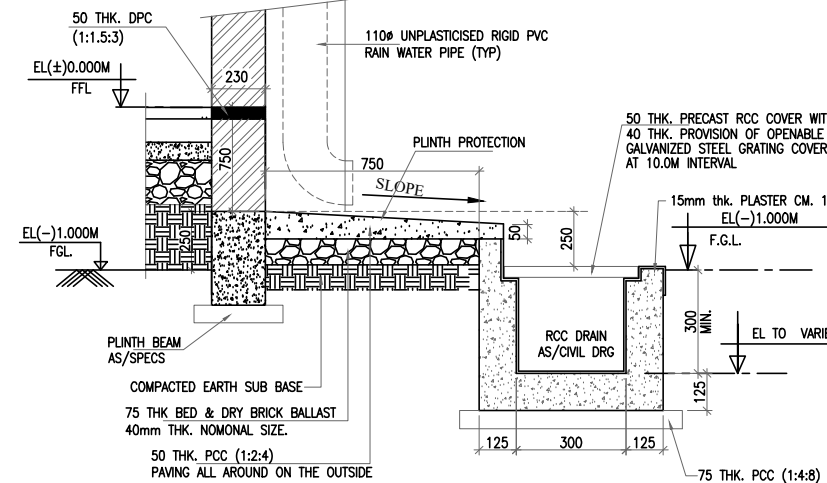 50 THK. DPC
(1:1.5:3)
110ø UNPLASTICISED RIGID PVC
RAIN WATER PIPE (TYP)
EL(±)0.000M
FFL
230
50 THK. PRECAST RCC COVER WIT
40 THK. PROVISION OF OPENABLE
GALVANIZED STEEL GRATING COVER
AT 10.0M INTERVAL
PLINTH PROTECTION
750
750
SLOPE
15mm thk. PLASTER CM. 1
EL(-)1.000M
F.G.L.
EL(-)1.000M
FGL.
250
50
250
300
MIN.
RCC DRAIN
AS/CIVIL DRG
EL TO VARIE
PLINTH BEAM
AS/SPECS
COMPACTED EARTH SUB BASE
125
75 THK BED & DRY BRICK BALLAST
40mm THK. NOMONAL SIZE.
125
300
125
50 THK. PCC (1:2:4)
PAVING ALL AROUND ON THE OUTSIDE
75 THK. PCC (1:4:8)